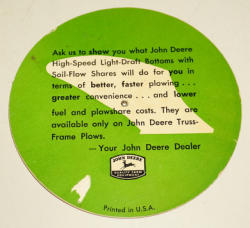 Ask us to show you what John Deere
High-Speed Light-Draft Bottoms with
Soil-Flow Shares will do for you in
terms of better, faster plowing . . .
greater convenience . . . and lower
fuel and plowshare costs. They are
available only on John Deere Truss-
Frame Plows.
— Your John Deere Dealer
JOHN DEERE
QUALITY FARM
EQUIPMENT
Printed in U.S.A.